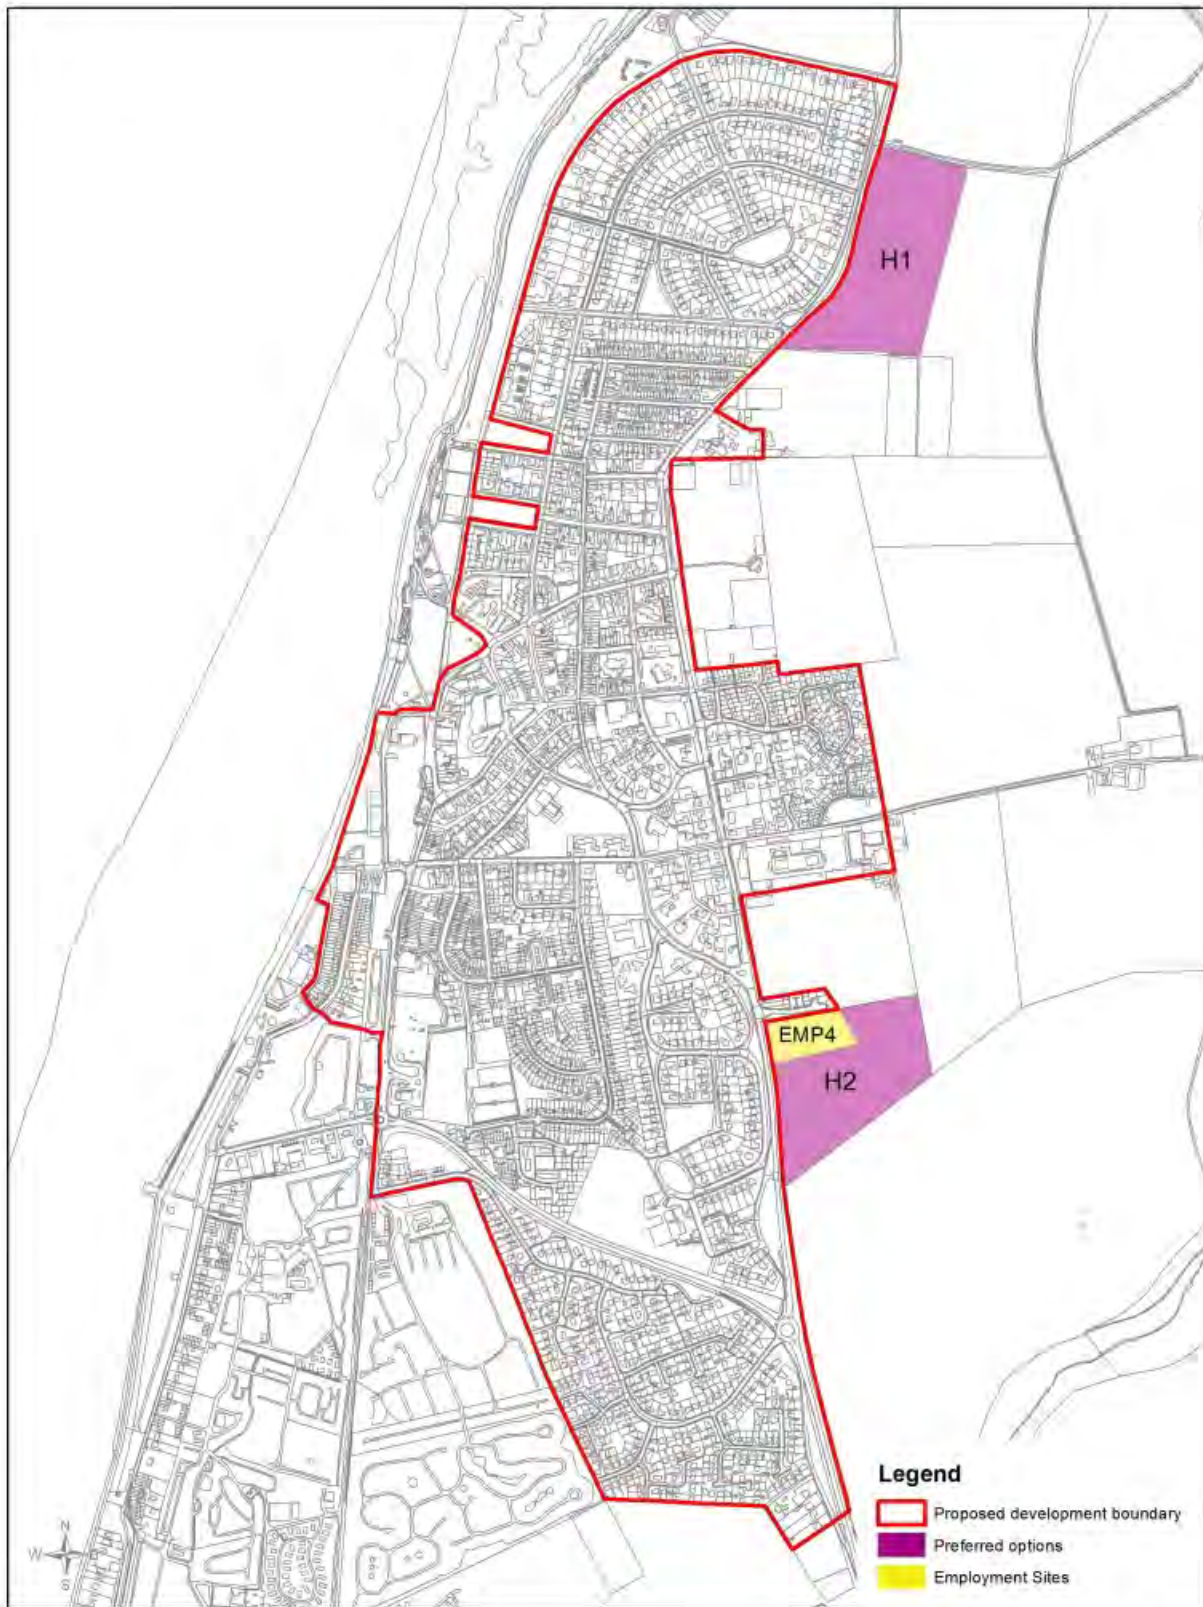 H1
EMP4
H2
Legend
Proposed development boundary
Preferred options
Employment Sites
N
W
E
S